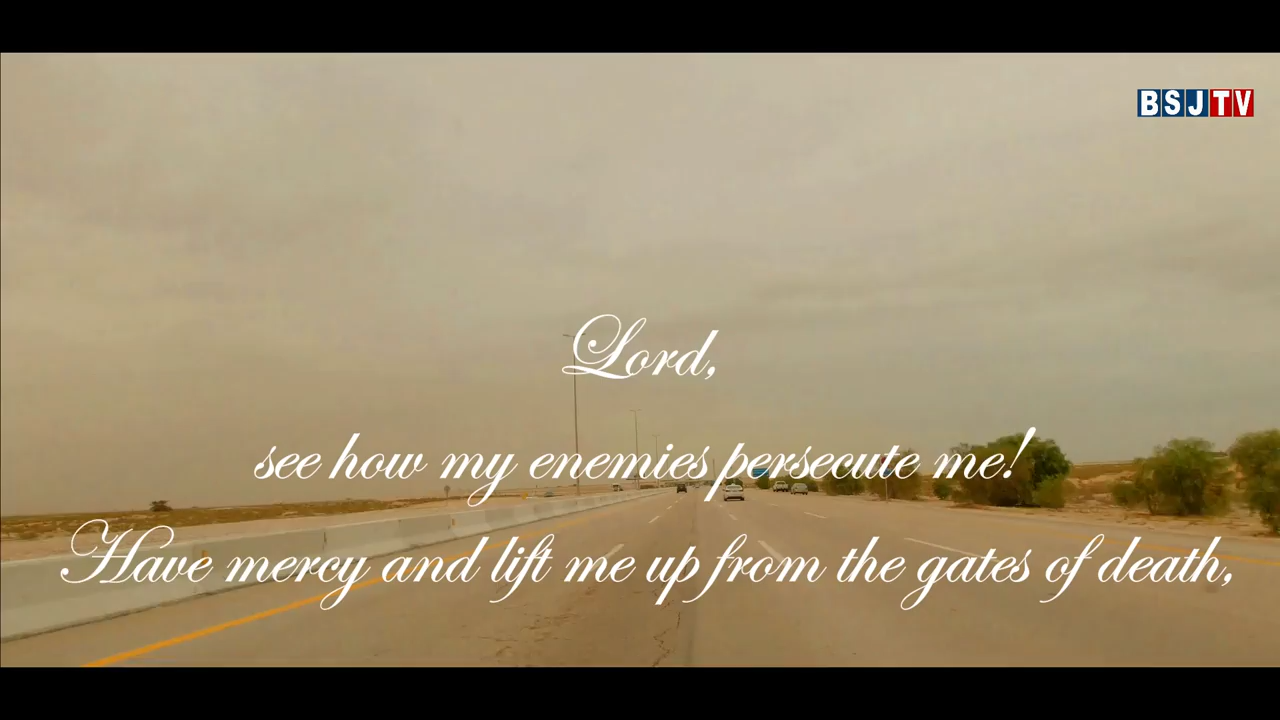 BSJTV
Lord,
see how my enemies persecute me!
Have mercy and lift me up from the gates of death,